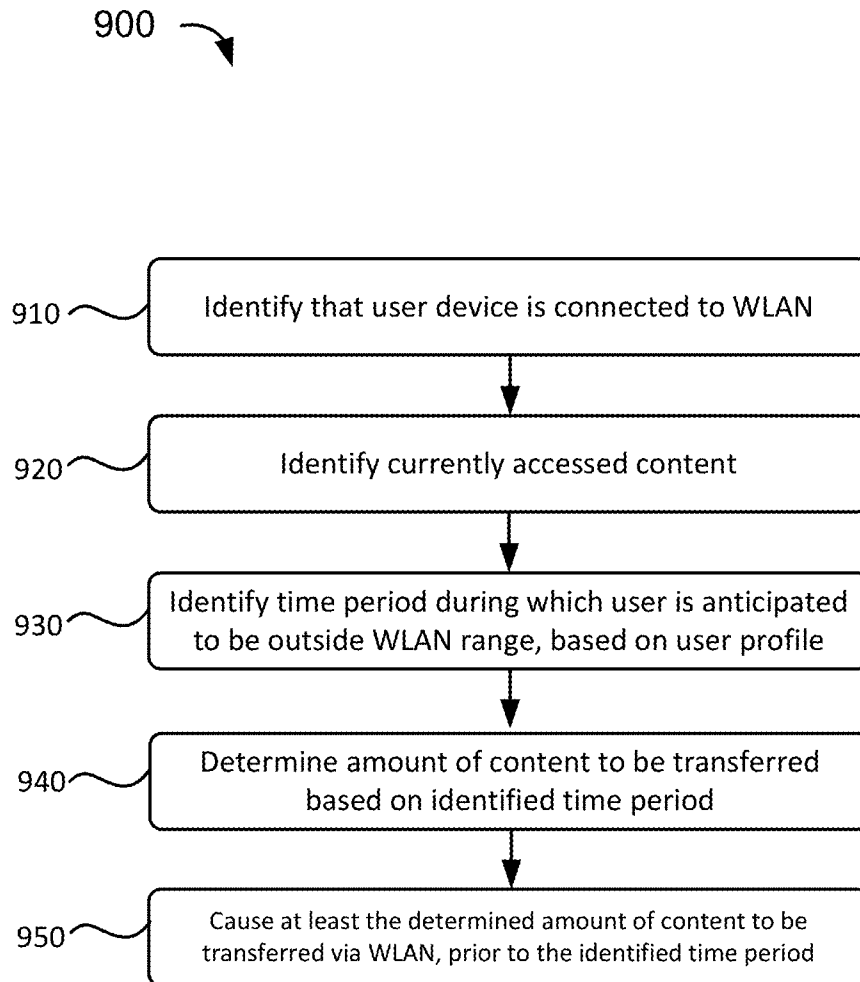 900
910
Identify that user device is connected to WLAN
920
Identify currently accessed content
930
Identify time period during which user is anticipated
to be outside WLAN range, based on user profile
940
Determine amount of content to be transferred
based on identified time period
950
Cause at least the determined amount of content to be
transferred via WLAN, prior to the identified time period